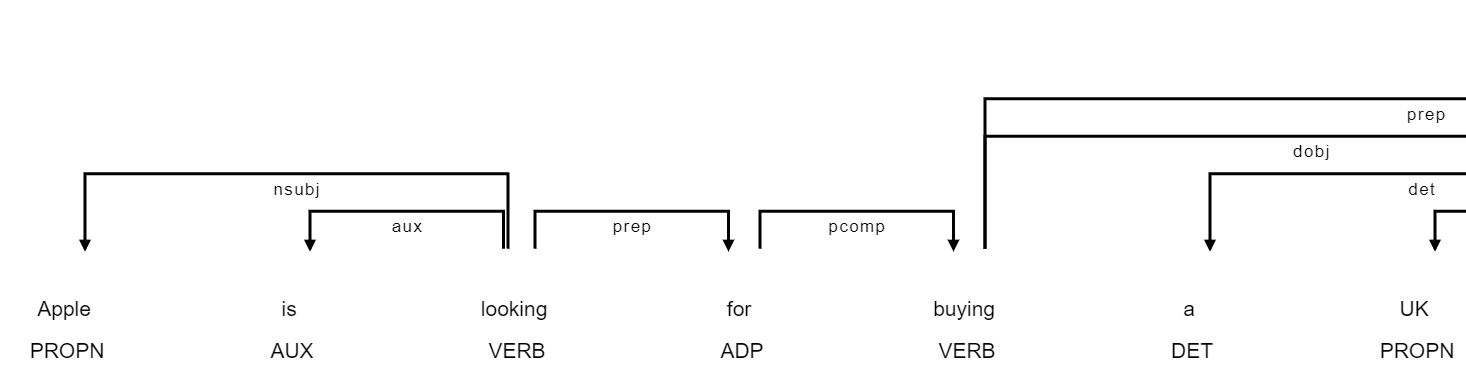 prep
dobj
nsubj det
aux prep pcomp
Apple is looking for buying a UK
PROPN AUX VERB ADP VERB DET PROPN